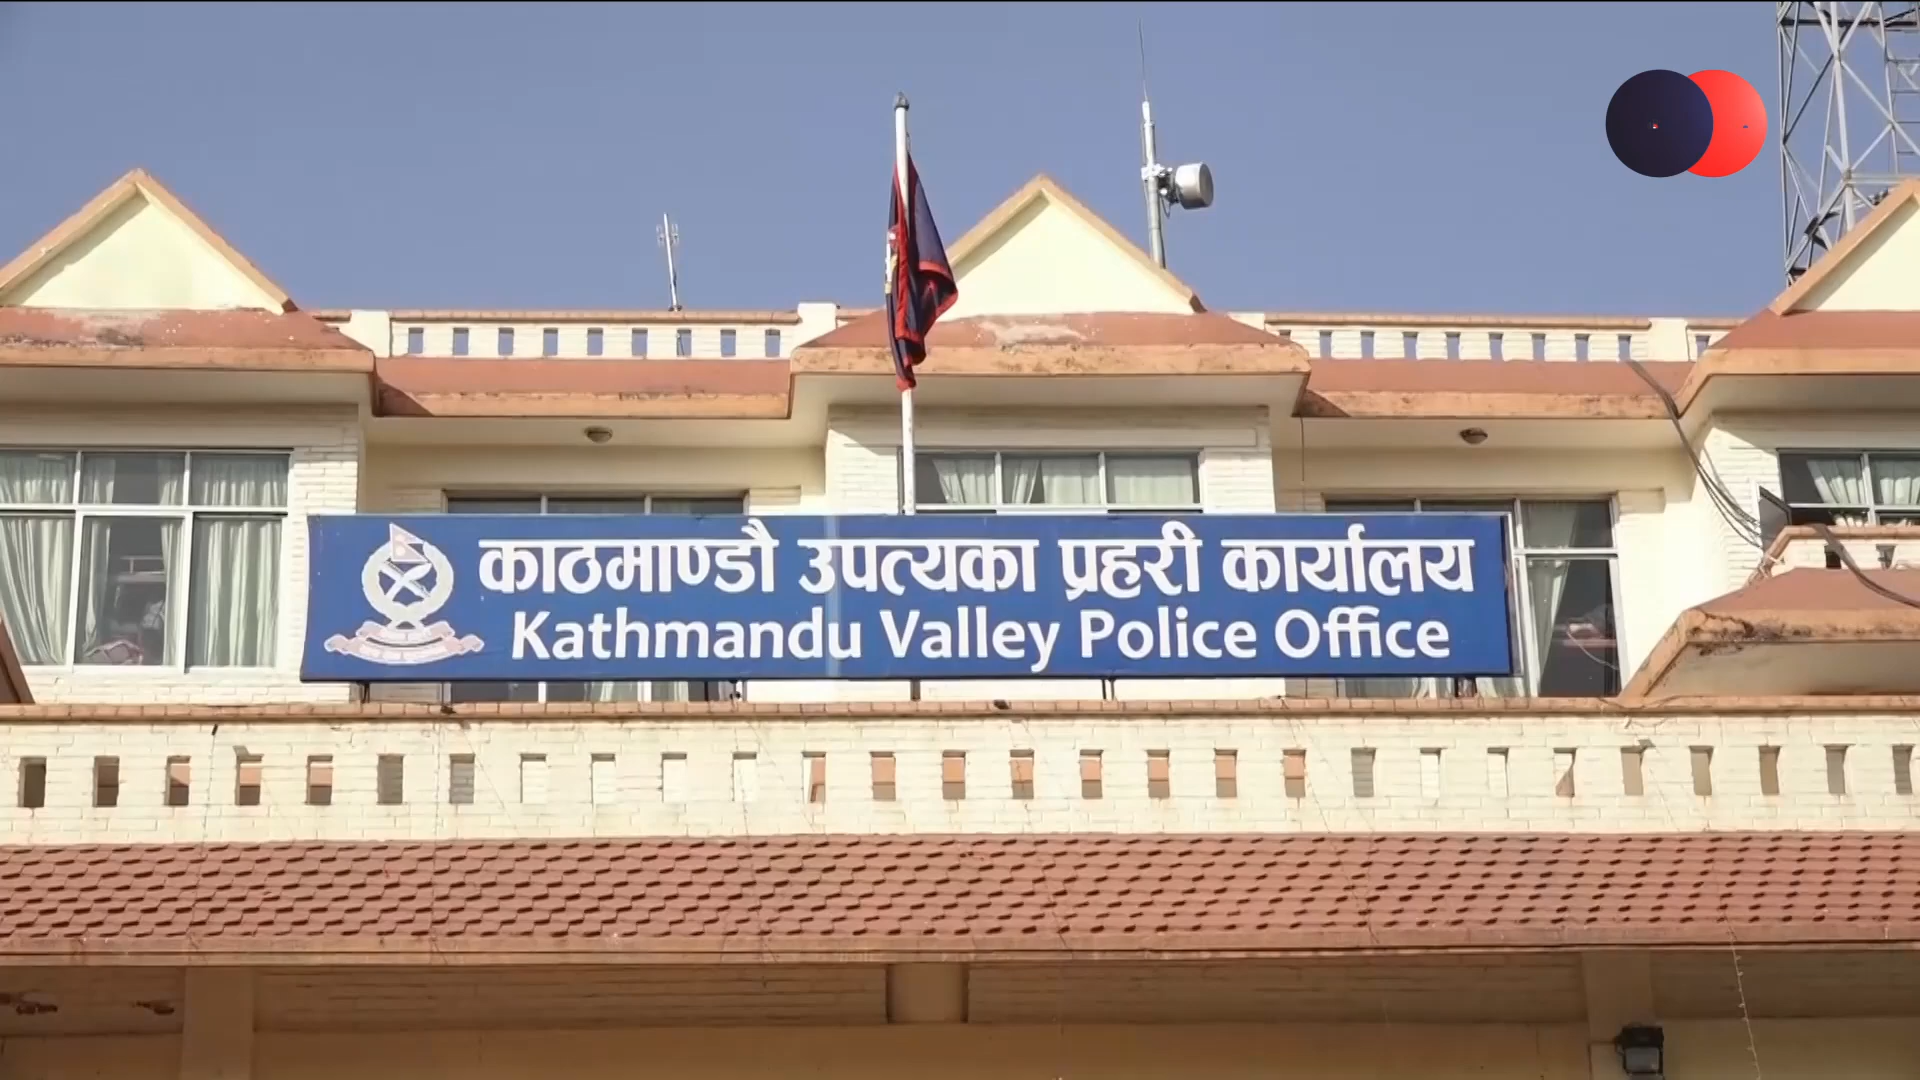 काठमाण्डौ उपत्यका प्रहरी कार्यालय
Kathmandu Valley Police Office